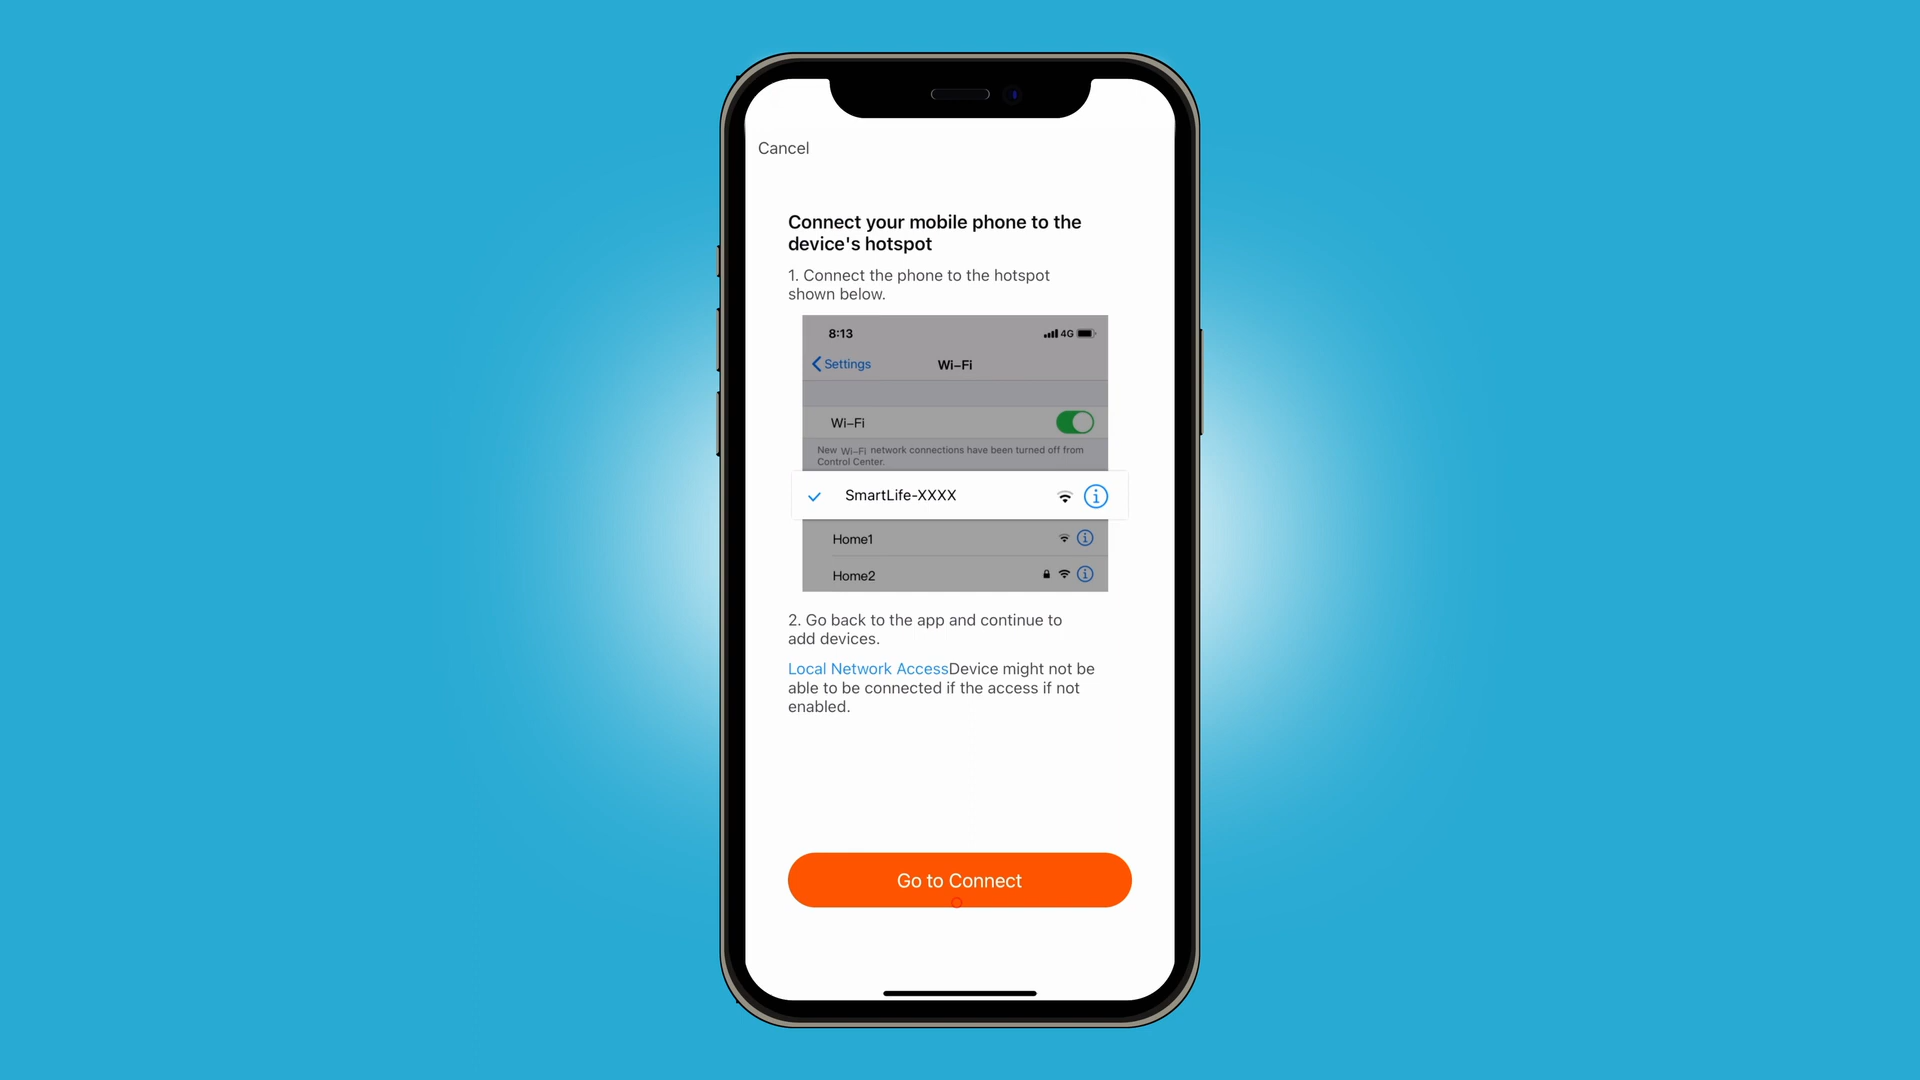 Cancel
Connect your mobile phone to the
device's hotspot
1. Connect the phone to the hotspot
shown below.
8:13
4G
Settings
Wi-Fi
Wi-Fi
New Wi-Fi network connections have been turned off from
Control Center.
SmartLife-XXXX
Home1
Home2
2. Go back to the app and continue to
add devices.
Local Network AccessDevice might not be
able to be connected if the access if not
enabled.
Go to Connect